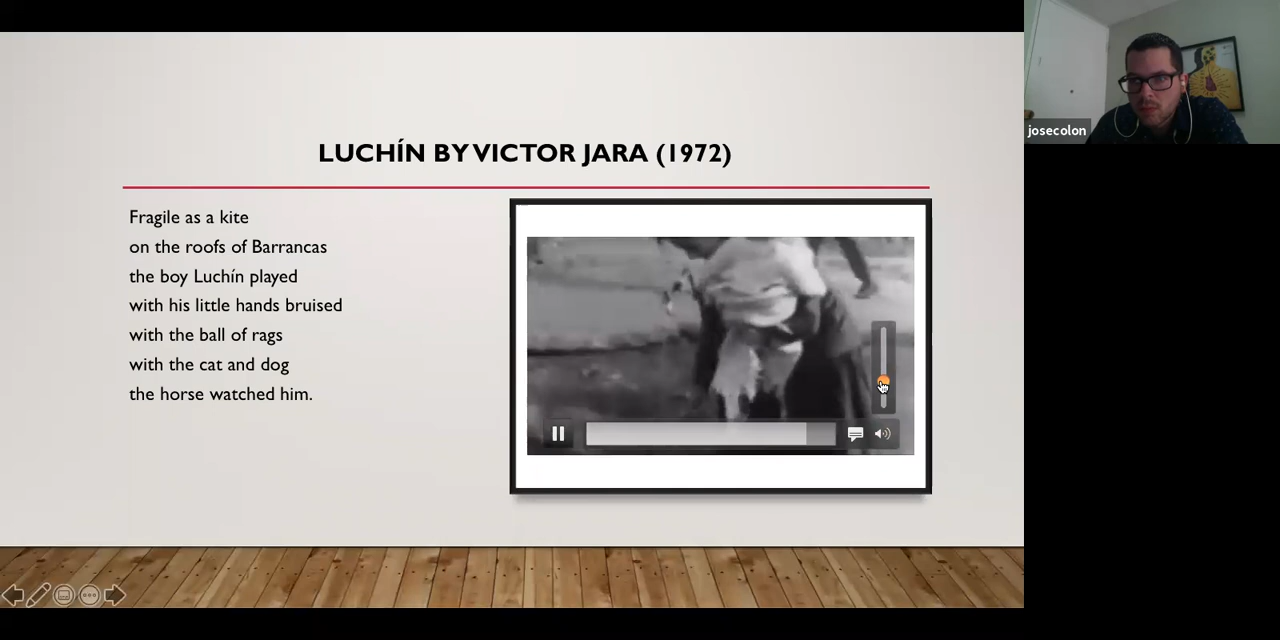 LUCHÍN BY VICTOR JARA (1972)
Fragile as a kite
on the roofs of Barrancas
the boy Luchín played
with his little hands bruised
with the ball of rags
with the cat and dog
the horse watched him.
josecolon